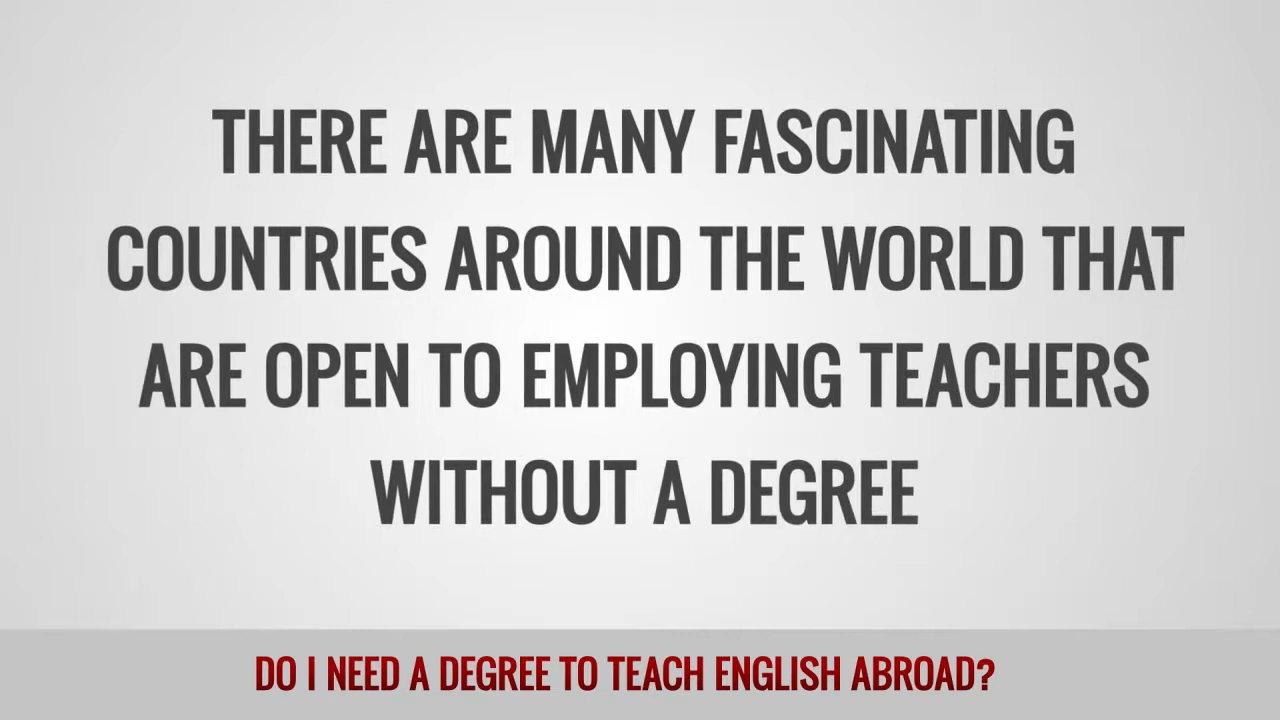 THERE ARE MANY FASCINATING
COUNTRIES AROUND THE WORLD THAT
ARE OPEN TO EMPLOYING TEACHERS
WITHOUT A DEGREE
DO I NEED A DEGREE TO TEACH ENGLISH ABROAD?